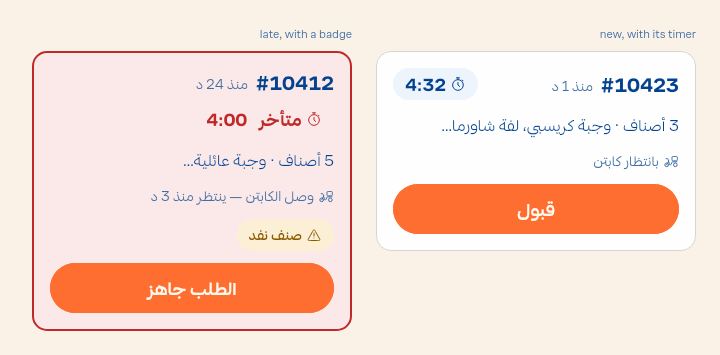 new, with its timer
#10423 منذ 1 د
4:32
3 أصناف · وجبة كريسبي، لفة شاورما...
بانتظار كابتن
قبول
late, with a badge
#10412 منذ 24 د
متأخر 4:00
5 أصناف · وجبة عائلية...
وصل الكابتن — ينتظر منذ 3 د
صنف نفد
الطلب جاهز